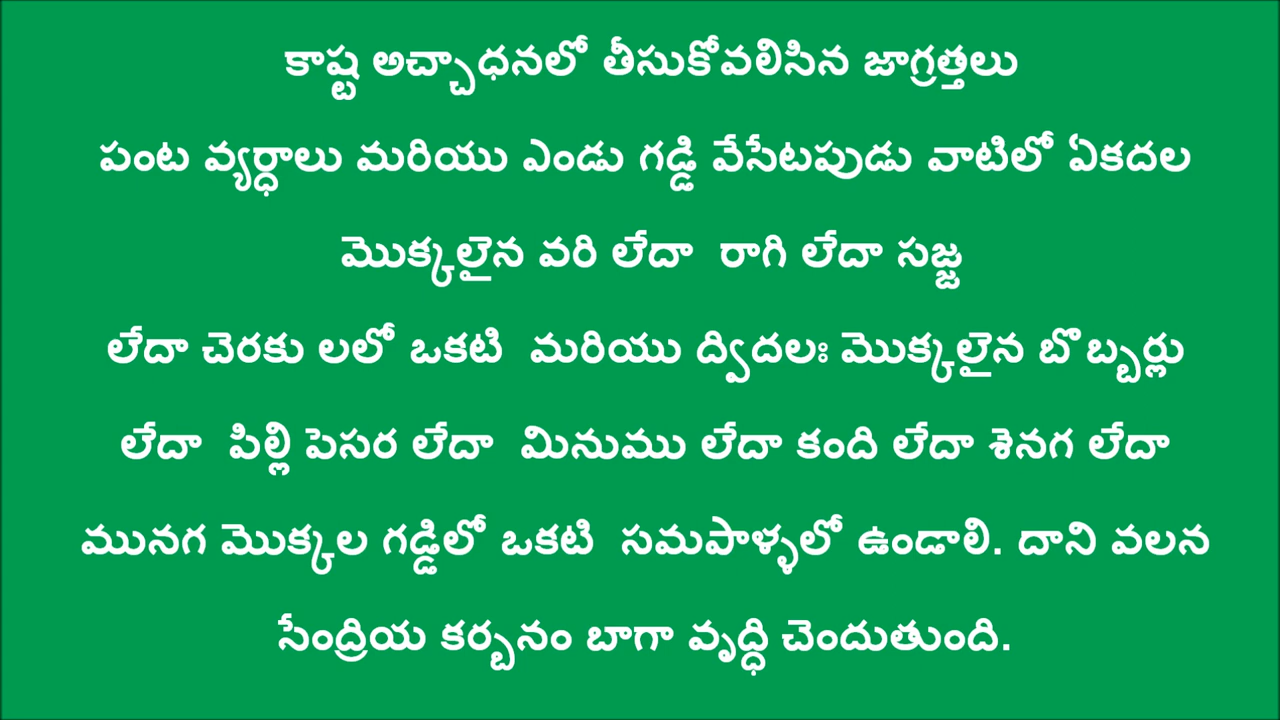 కాష్ట అచ్చాధనలో తీసుకోవలిసిన జాగ్రత్తలు
పంట వ్యర్ధాలు మరియు ఎండు గడ్డి వేసేటపుడు వాటిలో ఏకదల
మొక్కలైన వరి లేదా రాగి లేదా సజ్జ
లేదా చెరకు లలో ఒకటి మరియు ద్విదలః మొక్కలైన బొబ్బర్లు
లేదా పిల్లి పెసర లేదా మినుము లేదా కంది లేదా శెనగ లేదా
మునగ మొక్కల గడ్డిలో ఒకటి సమపాళ్ళలో ఉండాలి. దాని వలన
సేంద్రియ కర్బనం బాగా వృద్ధి చెందుతుంది.